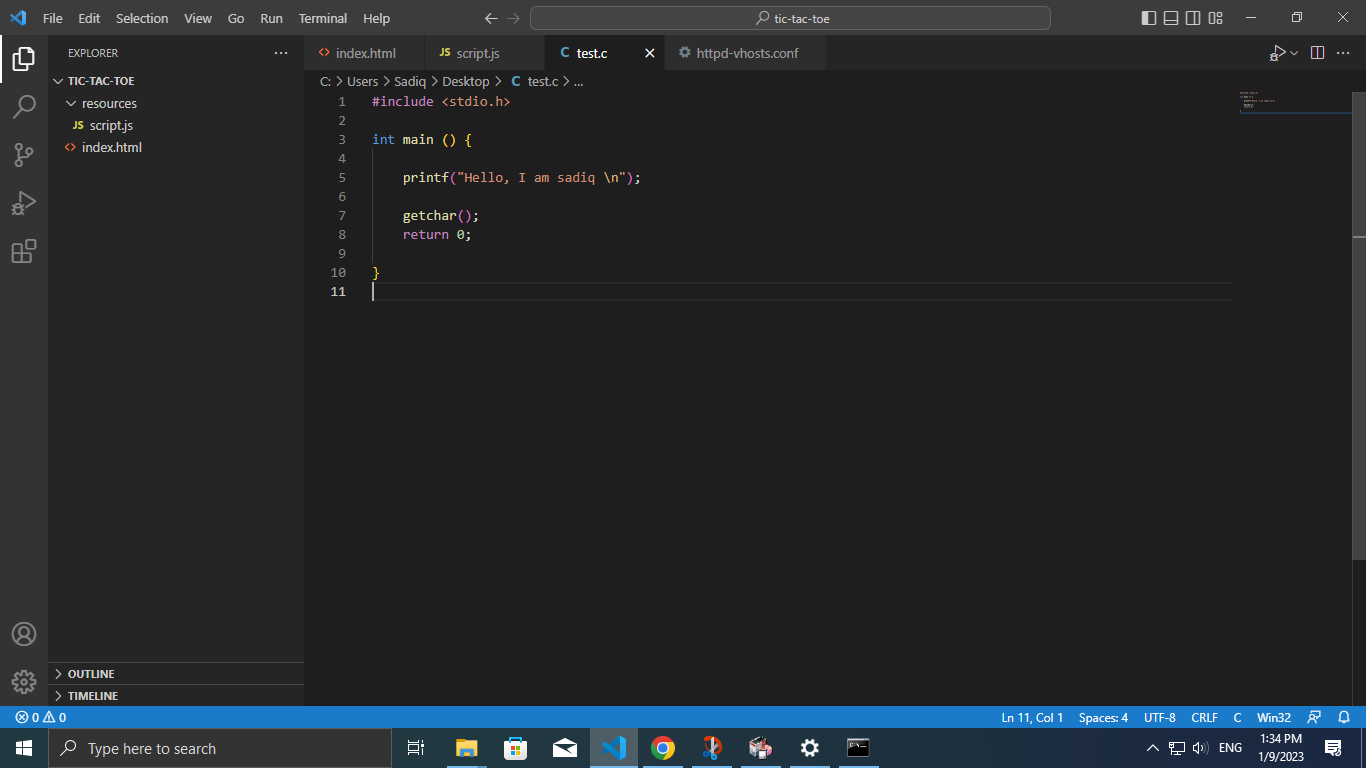 File Edit Selection View Go Run Terminal Help
tic-tac-toe
EXPLORER
TIC-TAC-TOE
resources
JS script.js
<> index.html
<> index.html
JS script.js
C test.c
httpd-vhosts.conf
C: > Users > Sadiq > Desktop > C test.c > ...
1 #include <stdio.h>
2
3 int main () {
4
5 printf("Hello, I am sadiq \n");
6
7 getchar();
8 return 0;
9
10 }
11
OUTLINE
TIMELINE
0 0
Ln 11, Col 1 Spaces: 4 UTF-8 CRLF C Win32
Type here to search
ENG
1:34 PM
1/9/2023